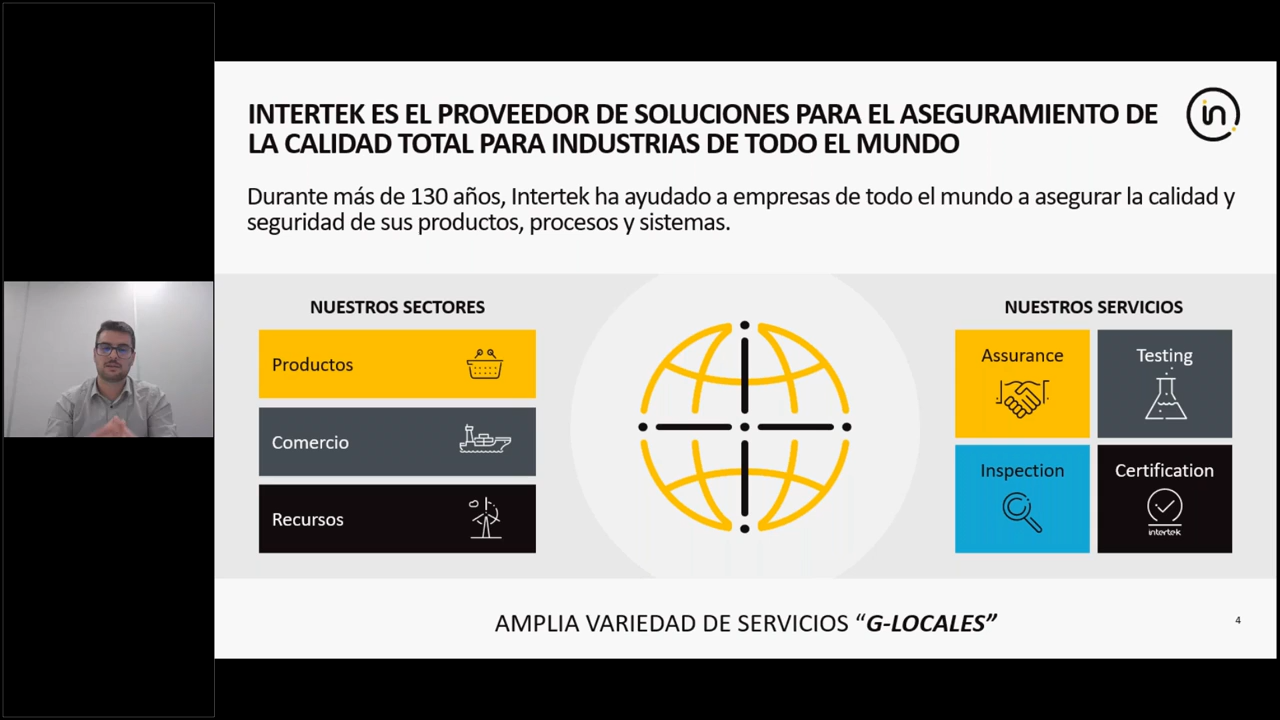 INTERTEK ES EL PROVEEDOR DE SOLUCIONES PARA EL ASEGURAMIENTO DE
LA CALIDAD TOTAL PARA INDUSTRIAS DE TODO EL MUNDO
in
Durante más de 130 años, Intertek ha ayudado a empresas de todo el mundo a asegurar la calidad y
seguridad de sus productos, procesos y sistemas.
NUESTROS SECTORES
Productos
Comercio
Recursos
NUESTROS SERVICIOS
Assurance
Testing
Inspection
Certification
intertek
AMPLIA VARIEDAD DE SERVICIOS “G-LOCALES”
4